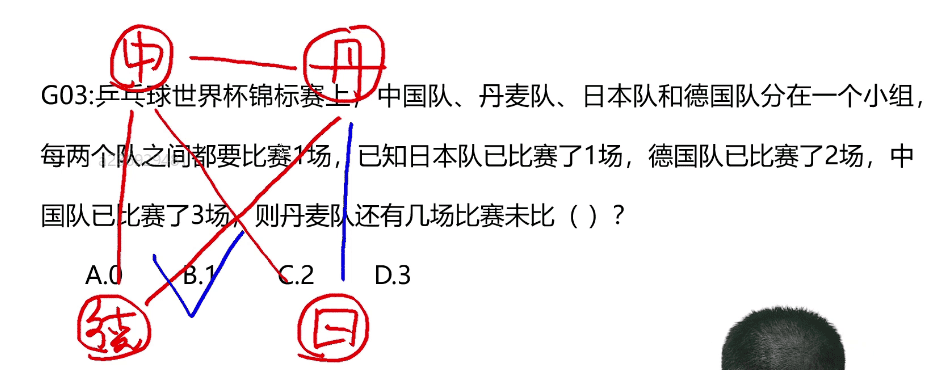 中 丹
G03:乒乓球世界杯锦标赛上，中国队、丹麦队、日本队和德国队分在一个小组，
每两个队之间都要比赛1场，已知日本队已比赛了1场，德国队已比赛了2场，中
国队已比赛了3场，则丹麦队还有几场比赛未比（ ）？
A.0 B.1 C.2 D.3
德 日